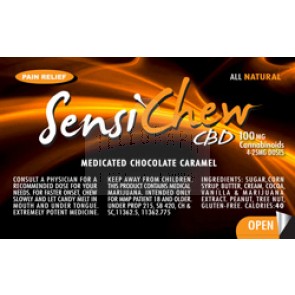 PAIN RELIEF
ALL NATURAL
SensiChew
CBD
100MG
Cannabinoids
4-25MG DOSES
MEDICATED CHOCOLATE CARAMEL
CONSULT A PHYSICIAN FOR A
RECOMMENDED DOSE FOR YOUR
NEEDS. FOR FASTER ONSET, CHEW
SLOWLY AND LET CANDY MELT IN
MOUTH AND UNDER TONGUE.
EXTREMELY POTENT MEDICINE.
KEEP AWAY FROM CHILDREN.
THIS PRODUCT CONTAINS MEDICAL
MARIJUANA. INTENDED FOR USE
FOR MMP PATIENT 18 AND OLDER.
UNDER PROP 215, SB 420, CH &
SC,11362.5, 11362.775
INGREDIENTS: SUGAR, CORN
SYRUP, BUTTER, CREAM, COCOA,
VANILLA & MARIJUANA
EXTRACT, PEANUT, TREE NUT
GLUTEN-FREE. CALORIES:40
OPEN